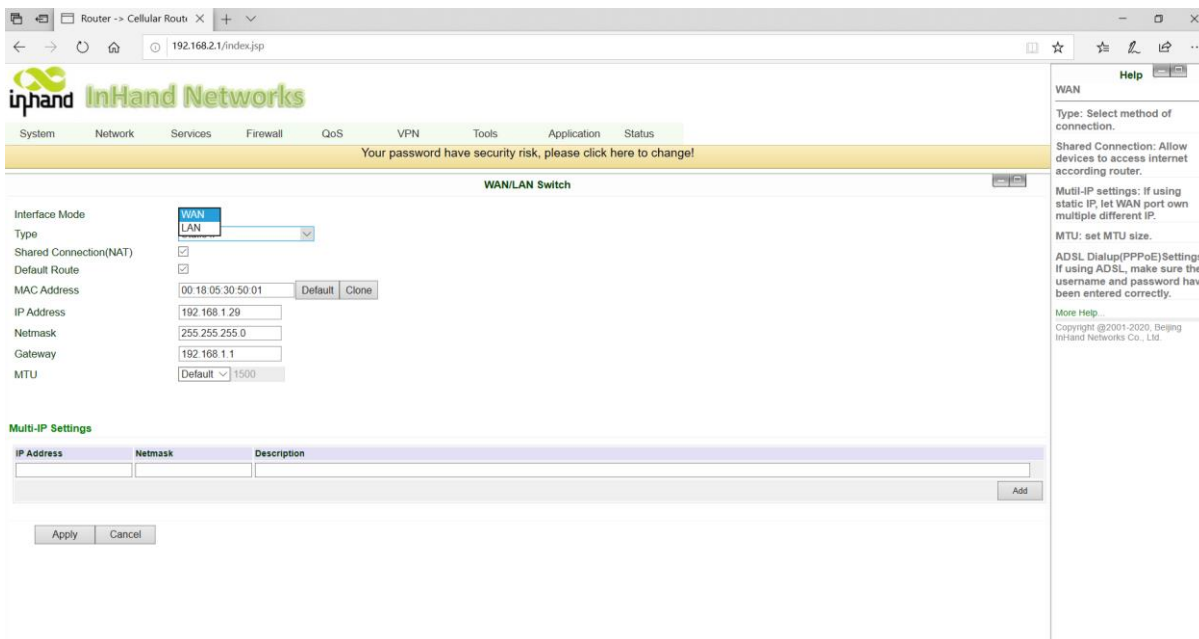 Router -> Cellular Route
192.168.2.1/index.jsp
inhand InHand Networks
System Network Services Firewall QoS VPN Tools Application Status
Your password have security risk, please click here to change!
WAN/LAN Switch
Interface Mode WAN
LAN
Type
Shared Connection(NAT)
Default Route
MAC Address 00:18:05:30:50:01 Default Clone
IP Address 192.168.1.29
Netmask 255.255.255.0
Gateway 192.168.1.1
MTU Default 1500
Multi-IP Settings
IP Address Netmask Description
Add
Apply Cancel
Help
WAN
Type: Select method of
connection.
Shared Connection: Allow
devices to access internet
according router.
Mutil-IP settings: If using
static IP, let WAN port own
multiple different IP.
MTU: set MTU size.
ADSL Dialup(PPPoE)Settings
If using ADSL, make sure the
username and password hav
been entered correctly.
More Help...
Copyright @2001-2020, Beijing
InHand Networks Co., Ltd.